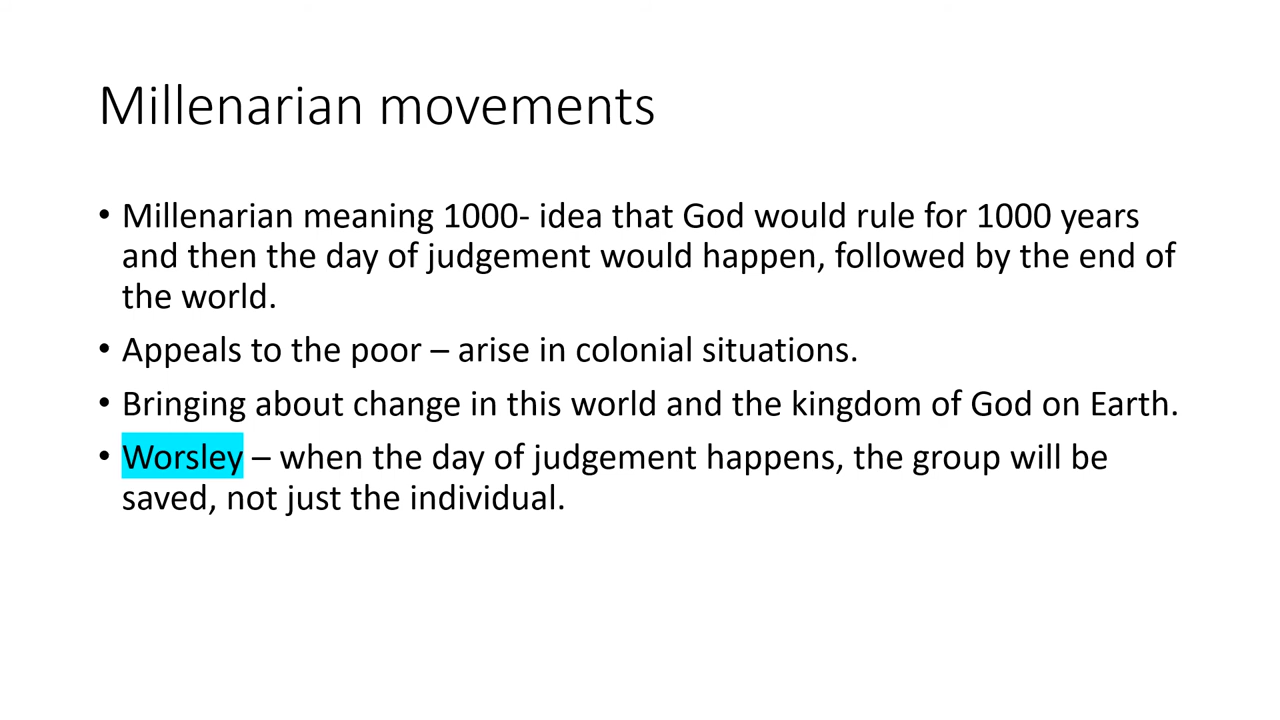 Millenarian movements
• Millenarian meaning 1000- idea that God would rule for 1000 years
and then the day of judgement would happen, followed by the end of
the world.
• Appeals to the poor – arise in colonial situations.
• Bringing about change in this world and the kingdom of God on Earth.
• Worsley – when the day of judgement happens, the group will be
saved, not just the individual.